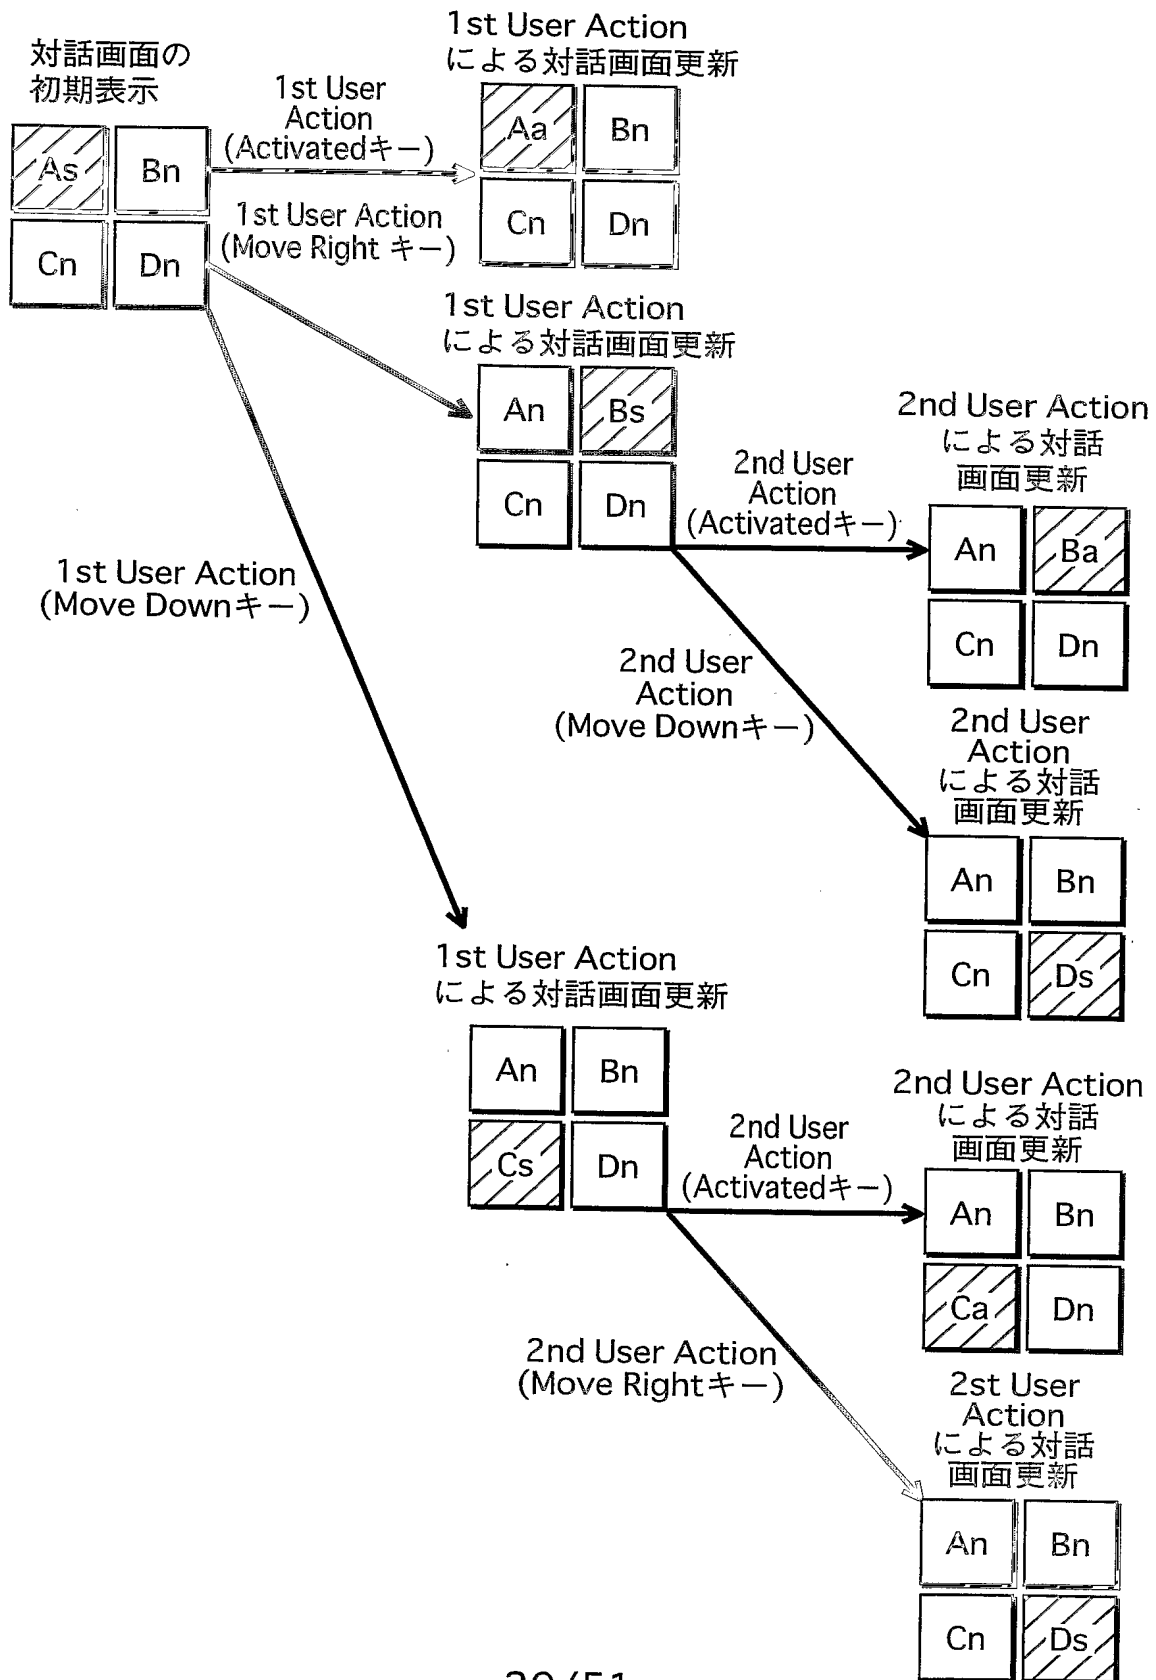 対話画面の
初期表示
As
Bn
Cn
Dn
1st User
Action
(Activatedキー)
1st User Action
(Move Right キー)
1st User Action
(Move Downキー)
1st User Action
による対話画面更新
Aa
Bn
Cn
Dn
1st User Action
による対話画面更新
An
Bs
Cn
Dn
2nd User
Action
(Activatedキー)
2nd User
Action
(Move Downキー)
2nd User Action
による対話
画面更新
An
Ba
Cn
Dn
2nd User
Action
による対話
画面更新
An
Bn
Cn
Ds
1st User Action
による対話画面更新
An
Bn
Cs
Dn
2nd User
Action
(Activatedキー)
2nd User Action
(Move Rightキー)
2nd User Action
による対話
画面更新
An
Bn
Ca
Dn
2st User
Action
による対話
画面更新
An
Bn
Cn
Ds